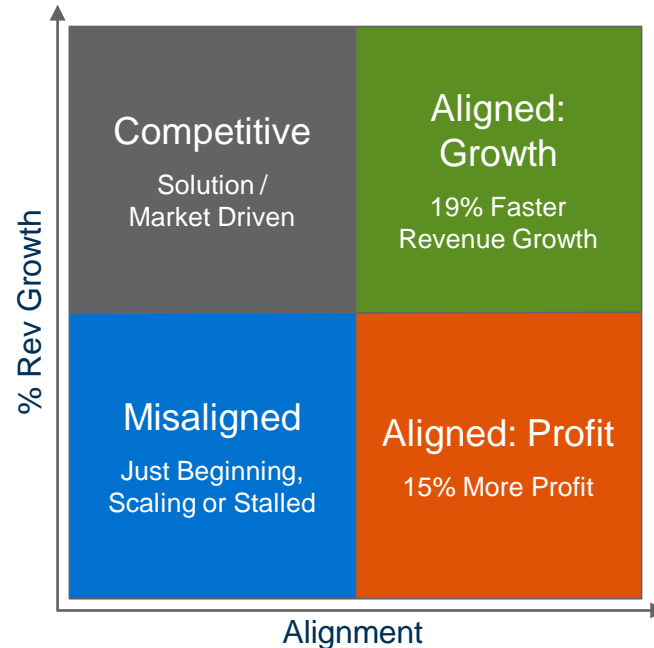 % Rev Growth
Competitive
Solution /
Market Driven
Aligned:
Growth
19% Faster
Revenue Growth
Misaligned
Just Beginning,
Scaling or Stalled
Aligned: Profit
15% More Profit
Alignment